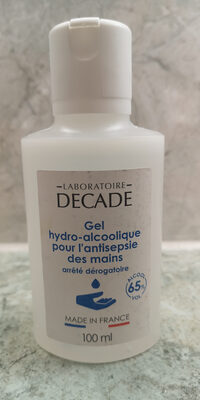 LABORATOIRE
DECADE
Gel
hydro-alcoolique
pour l'antisepsie
des mains
arrêté dérogatoire
ALCOOL
65%
VOL
MADE IN FRANCE
100 ml